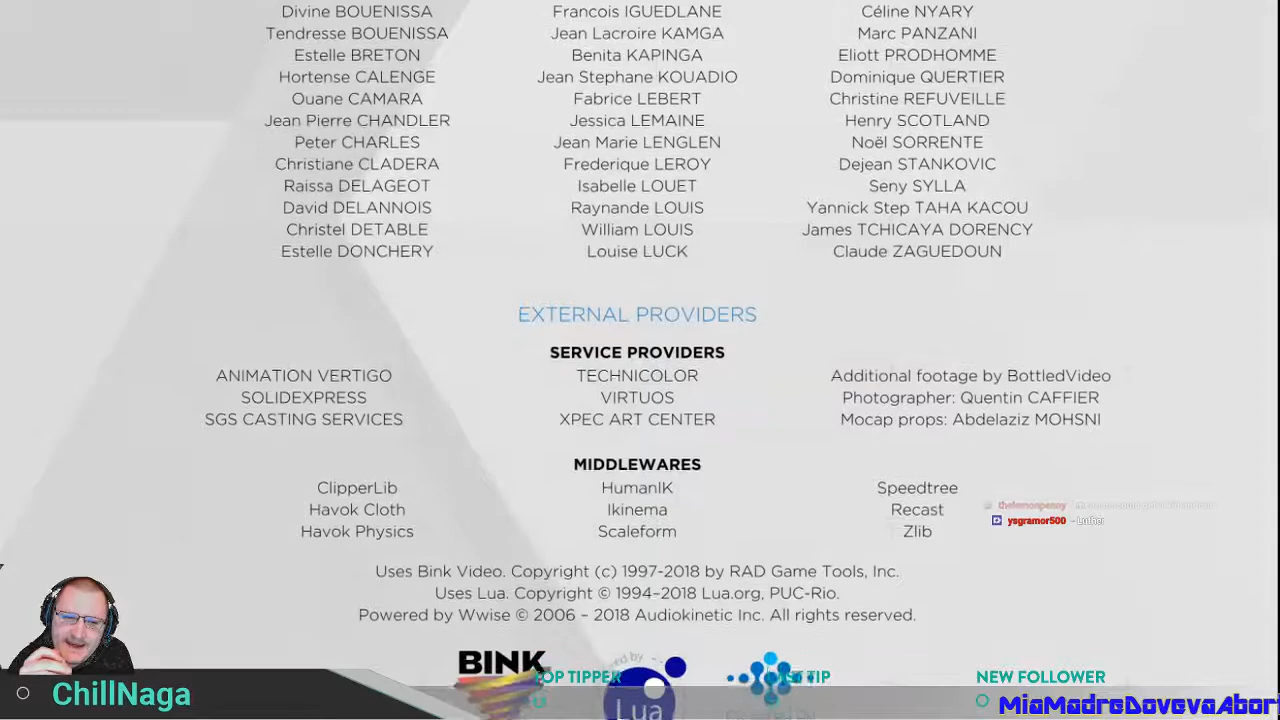 Divine BOUENISSA Francois IGUEDLANE Céline NYARY
Tendresse BOUENISSA Jean Lacroire KAMGA Marc PANZANI
Estelle BRETON Benita KAPINGA Eliott PRODHOMME
Hortense CALENGE Jean Stephane KOUADIO Dominique QUERTIER
Ouane CAMARA Fabrice LEBERT Christine REFUVEILLE
Jean Pierre CHANDLER Jessica LEMAINE Henry SCOTLAND
Peter CHARLES Jean Marie LENGLEN Noël SORRENTE
Christiane CLADERA Frederique LEROY Dejean STANKOVIC
Raissa DELAGEOT Isabelle LOUET Seny SYLLA
David DELANNOIS Raynande LOUIS Yannick Step TAHA KACOU
Christel DETABLE William LOUIS James TCHICAYA DORENCY
Estelle DONCHERY Louise LUCK Claude ZAGUEDOUN
EXTERNAL PROVIDERS
SERVICE PROVIDERS
ANIMATION VERTIGO TECHNICOLOR Additional footage by BottledVideo
SOLIDEXPRESS VIRTUOS Photographer: Quentin CAFFIER
SGS CASTING SERVICES XPEC ART CENTER Mocap props: Abdelaziz MOHSNI
MIDDLEWARES
ClipperLib HumanIK Speedtree
Havok Cloth Ikinema Recast
Havok Physics Scaleform Zlib
thelemonpenny
ysgramor500
Uses Bink Video. Copyright (c) 1997-2018 by RAD Game Tools, Inc.
Uses Lua. Copyright © 1994–2018 Lua.org, PUC-Rio.
Powered by Wwise © 2006 – 2018 Audiokinetic Inc. All rights reserved.
BINK
TOP TIPPER TIP NEW FOLLOWER
ChillNaga Lua MiaMadreDovevaAbor